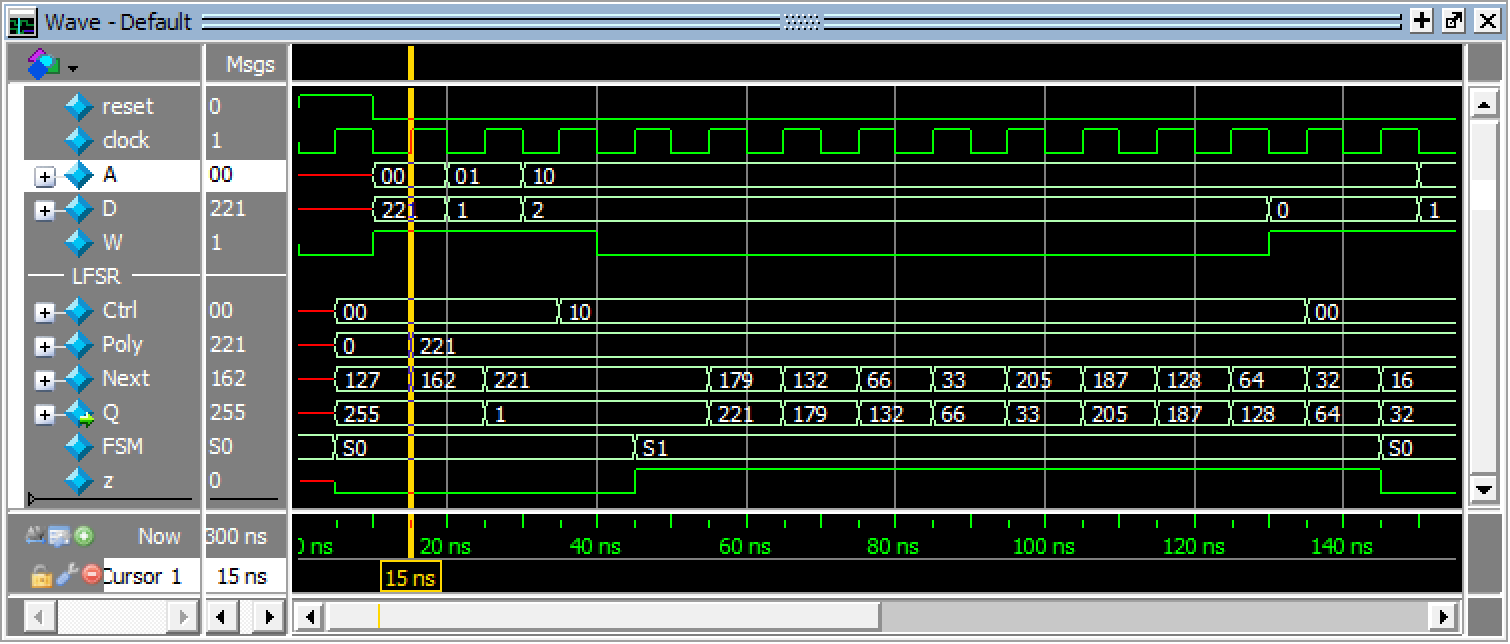 Wave - Default
Msgs
reset 0
clock 1
A 00 00 01 10
D 221 221 1 2 0 1
W 1
LFSR
Ctrl 00 00 10 00
Poly 221 0 221
Next 162 127 162 221 179 132 66 33 205 187 128 64 32 16
Q 255 255 1 221 179 132 66 33 205 187 128 64 32
FSM S0 S0 S1 S0
z 0
Now 300 ns 0 ns 20 ns 40 ns 60 ns 80 ns 100 ns 120 ns 140 ns
Cursor 1 15 ns 15 ns